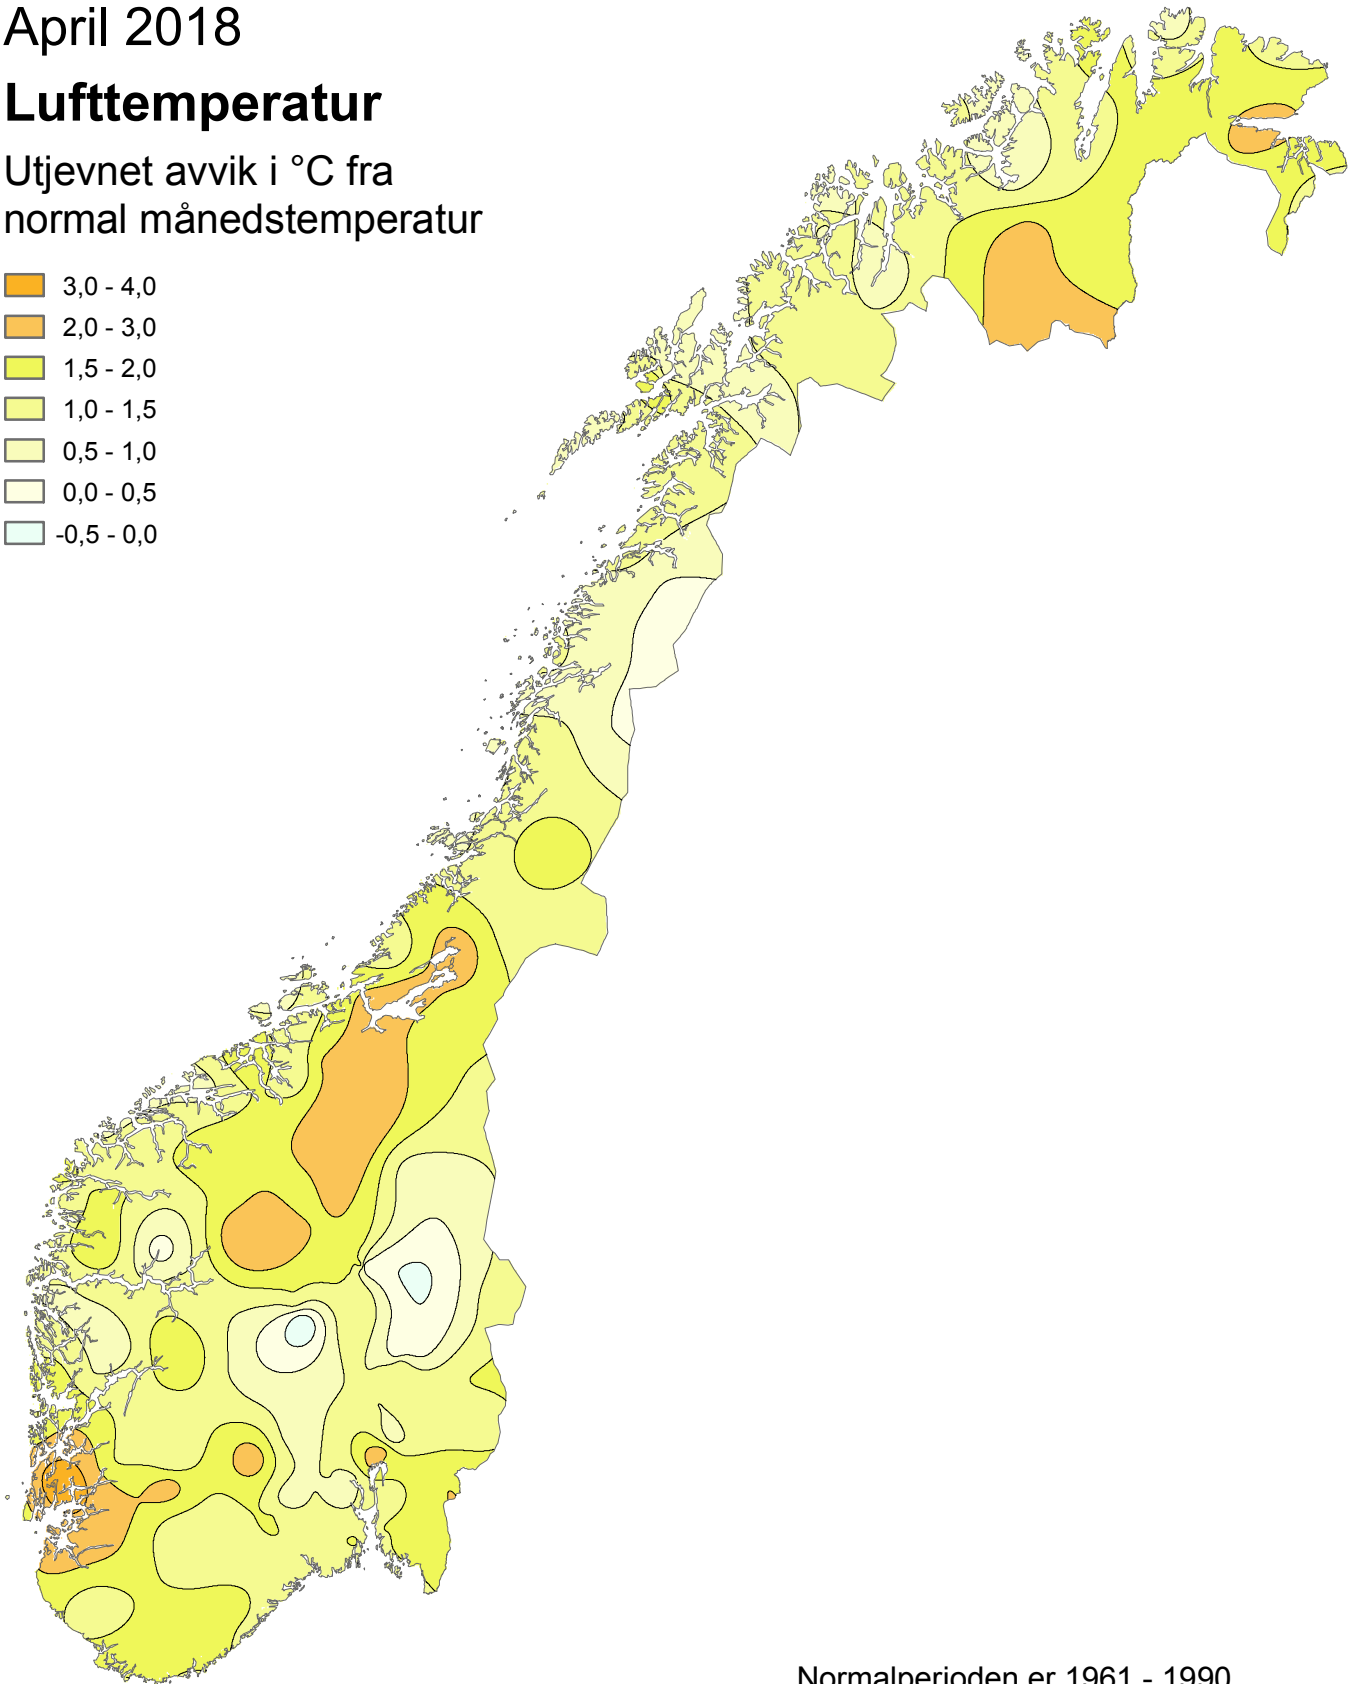 April 2018
Lufttemperatur
Utjevnet avvik i °C fra
normal månedstemperatur
3,0 - 4,0
2,0 - 3,0
1,5 - 2,0
1,0 - 1,5
0,5 - 1,0
0,0 - 0,5
-0,5 - 0,0
Normalperioden er 1961 - 1990